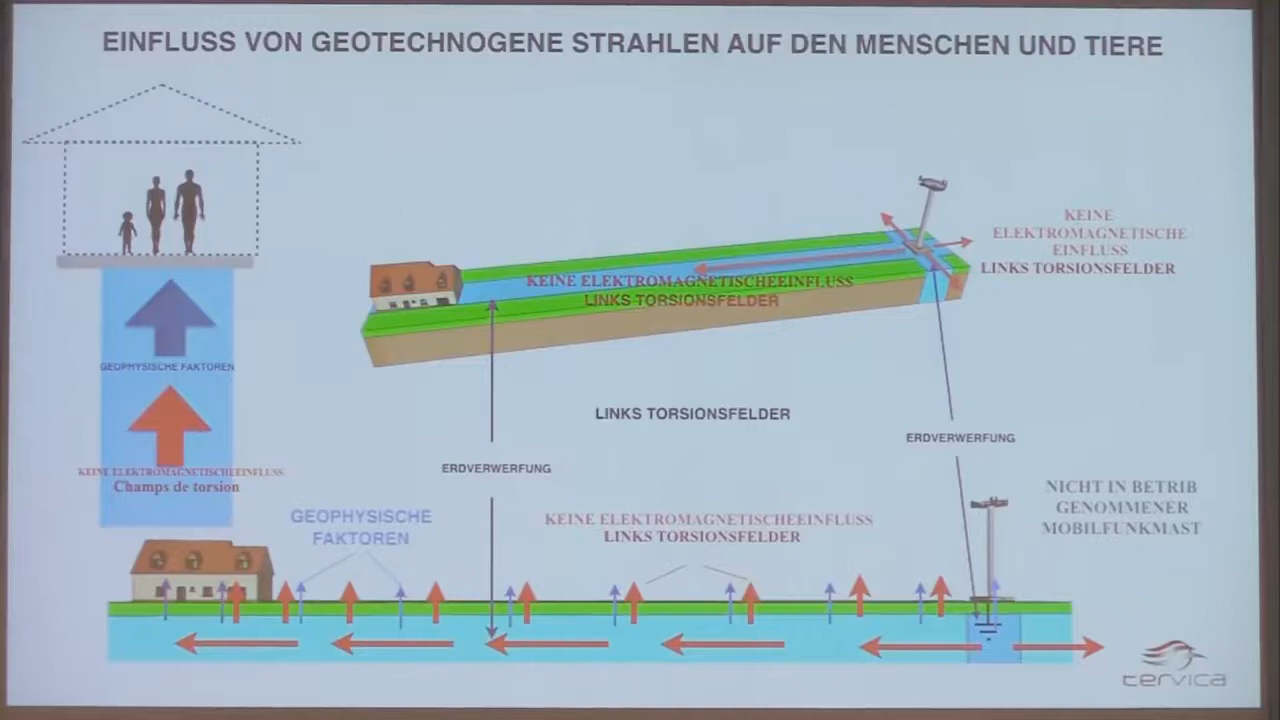 EINFLUSS VON GEOTECHNOGENE STRAHLEN AUF DEN MENSCHEN UND TIERE
KEINE
ELEKTROMAGNETISCHE
EINFLUSS
LINKS TORSIONSFELDER
KEINE ELEKTROMAGNETISCHEEINFLUSS
LINKS TORSIONSFELDER
GEOPHYSISCHE FAKTOREN
LINKS TORSIONSFELDER
ERDVERWERFUNG
ERDVERWERFUNG
KEINE ELEKTROMAGNETISCHEEINFLUSS
Champs de torsion
GEOPHYSISCHE
FAKTOREN
KEINE ELEKTROMAGNETISCHEEINFLUSS
LINKS TORSIONSFELDER
NICHT IN BETRIB
GENOMMENER
MOBILFUNKMAST
tervica